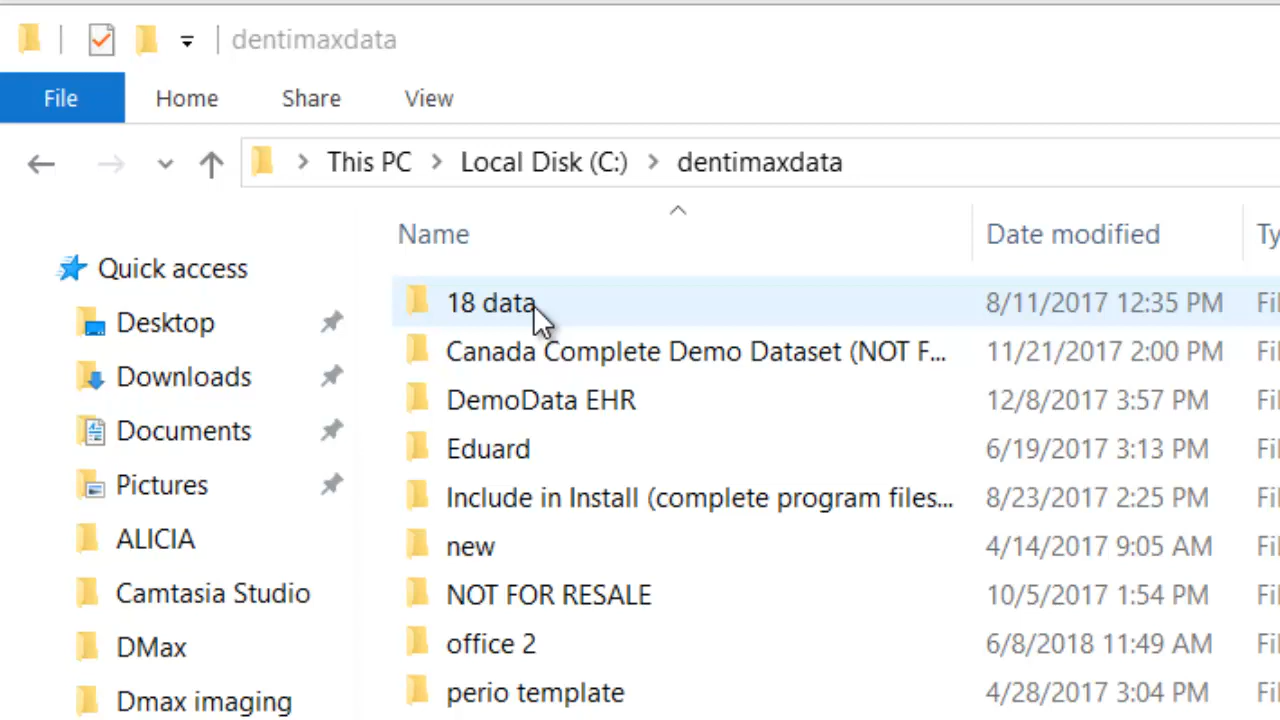 dentimaxdata
File Home Share View
This PC > Local Disk (C:) > dentimaxdata
Name Date modified Ty
Quick access
Desktop
Downloads
Documents
Pictures
ALICIA
Camtasia Studio
DMax
Dmax imaging
18 data 8/11/2017 12:35 PM Fil
Canada Complete Demo Dataset (NOT F... 11/21/2017 2:00 PM Fil
DemoData EHR 12/8/2017 3:57 PM Fil
Eduard 6/19/2017 3:13 PM Fil
Include in Install (complete program files... 8/23/2017 2:25 PM Fil
new 4/14/2017 9:05 AM Fil
NOT FOR RESALE 10/5/2017 1:54 PM Fil
office 2 6/8/2018 11:49 AM Fil
perio template 4/28/2017 3:04 PM Fil